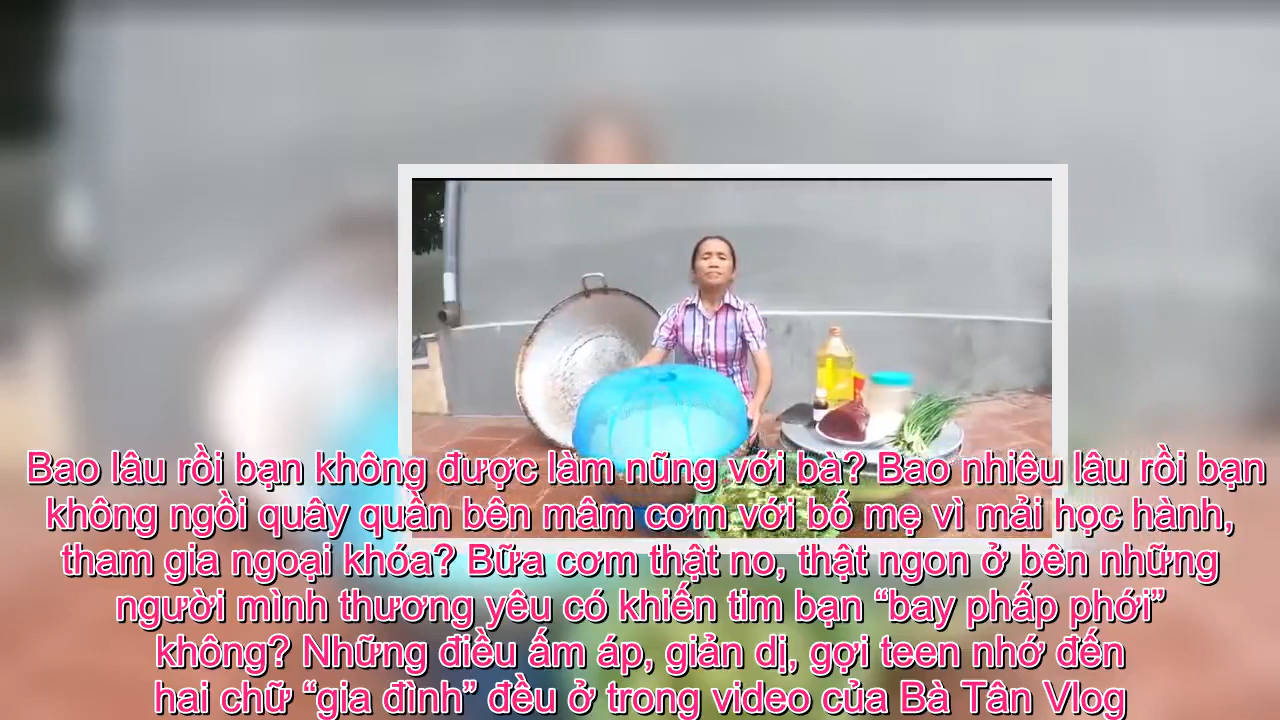 Bao lâu rồi bạn không được làm nũng với bà? Bao nhiêu lâu rồi bạn
không ngồi quây quần bên mâm cơm với bố mẹ vì mải học hành,
tham gia ngoại khóa? Bữa cơm thật no, thật ngon ở bên những
người mình thương yêu có khiến tim bạn “bay phấp phới”
không? Những điều ấm áp, giản dị, gợi teen nhớ đến
hai chữ “gia đình” đều ở trong video của Bà Tân Vlog